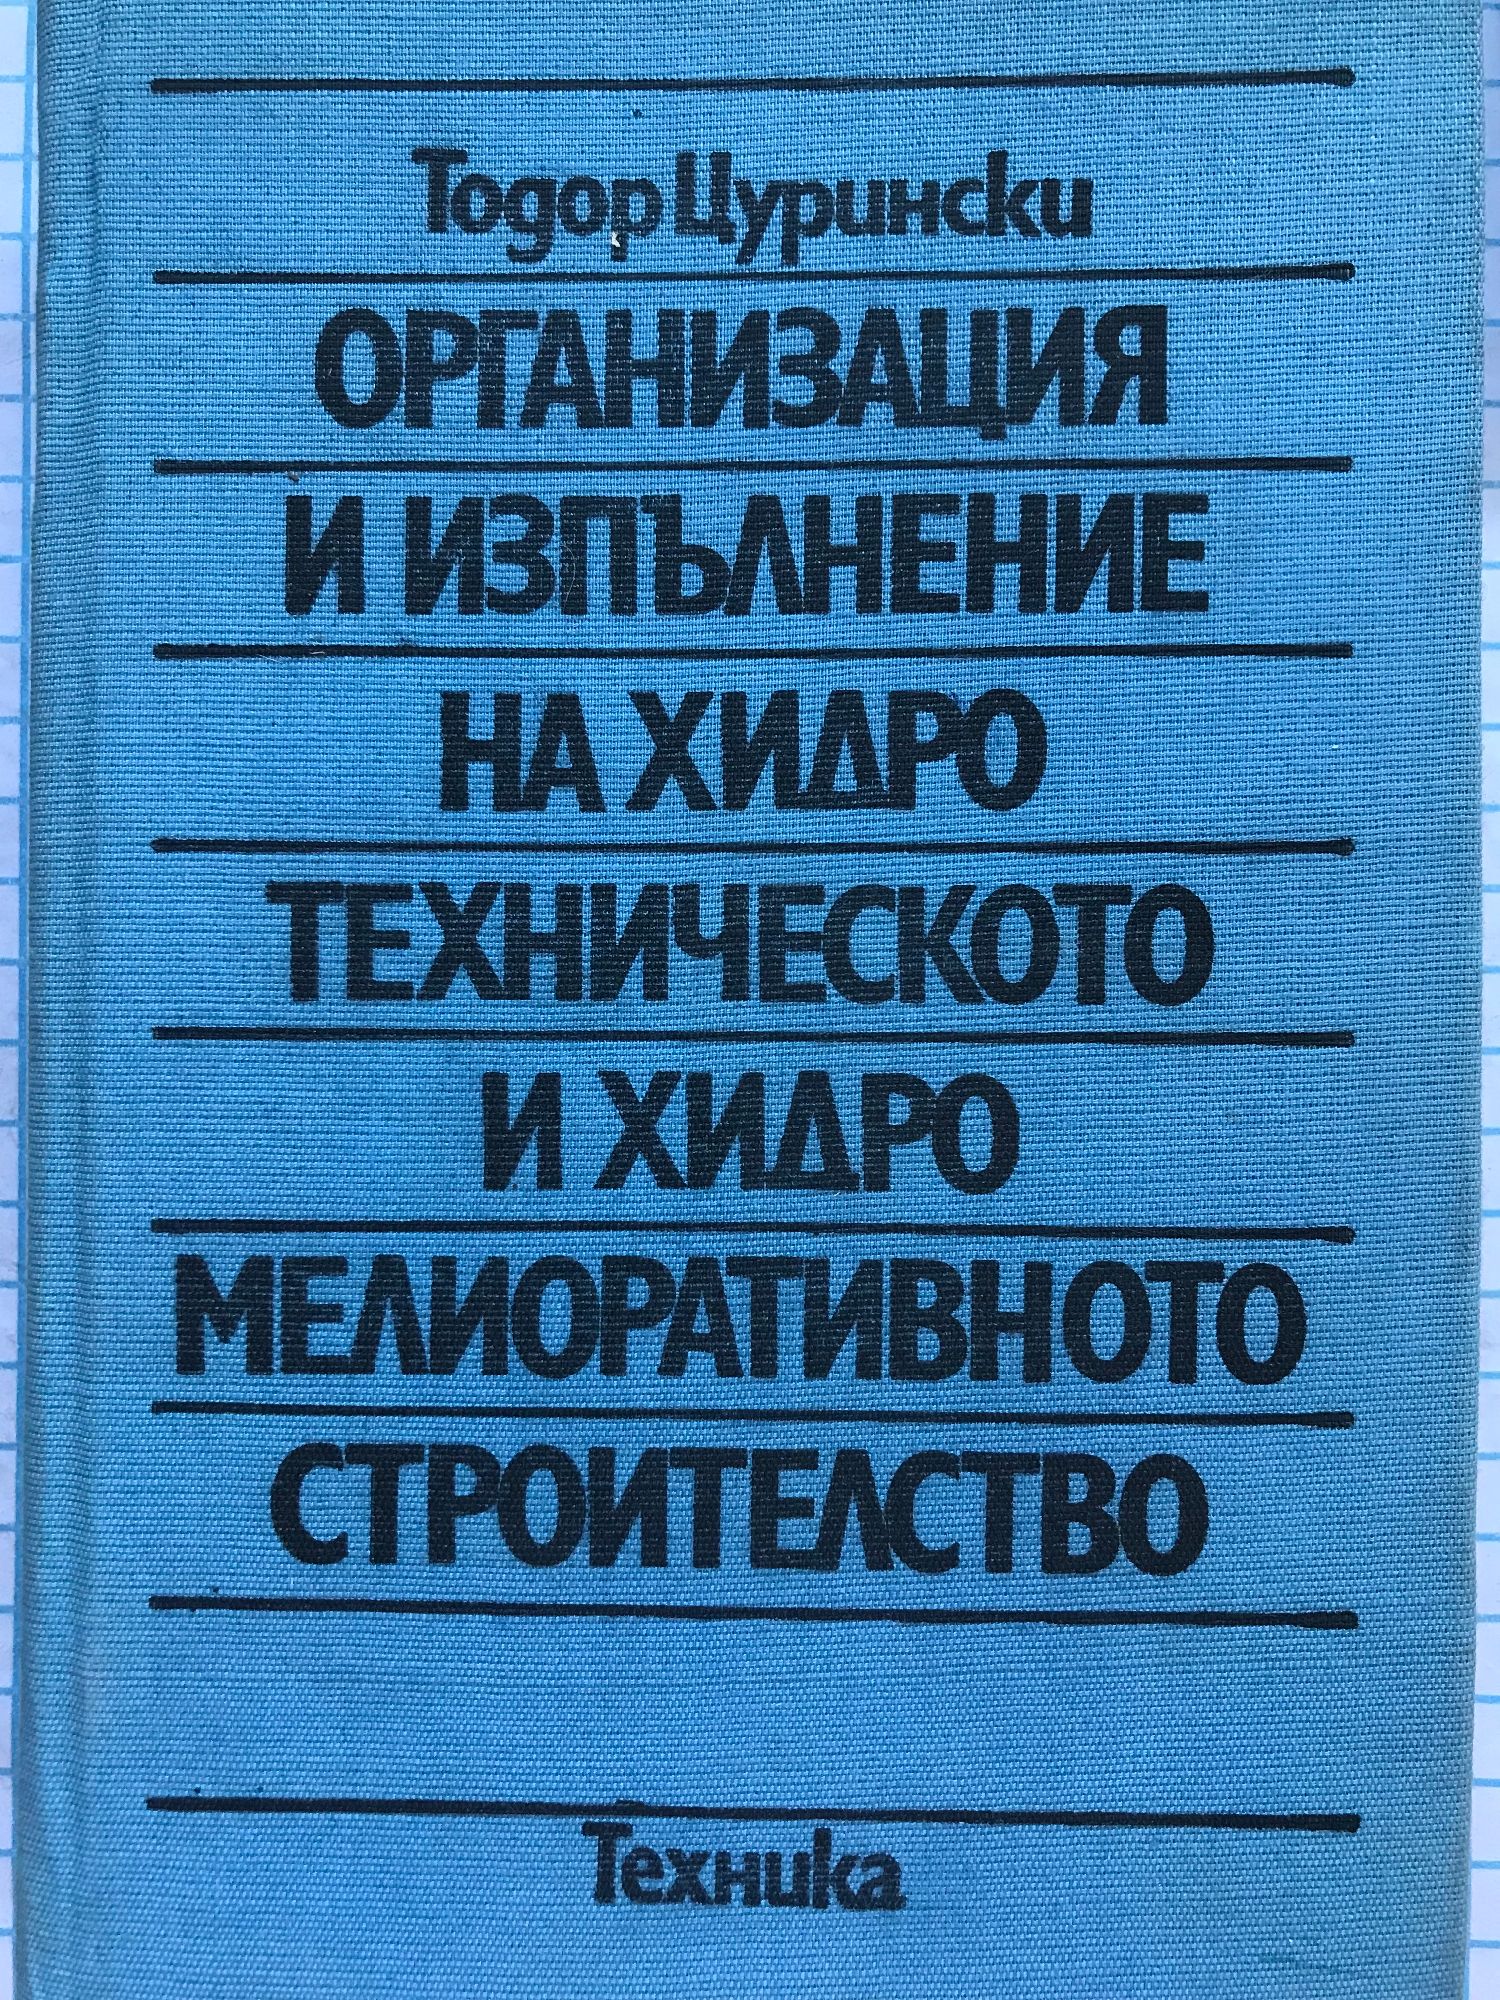 Тодор Цурински
ОРГАНИЗАЦИЯ
И ИЗПЪЛНЕНИЕ
НА ХИДРО
ТЕХНИЧЕСКОТО
И ХИДРО
МЕЛИОРАТИВНОТО
СТРОИТЕЛСТВО
Техника